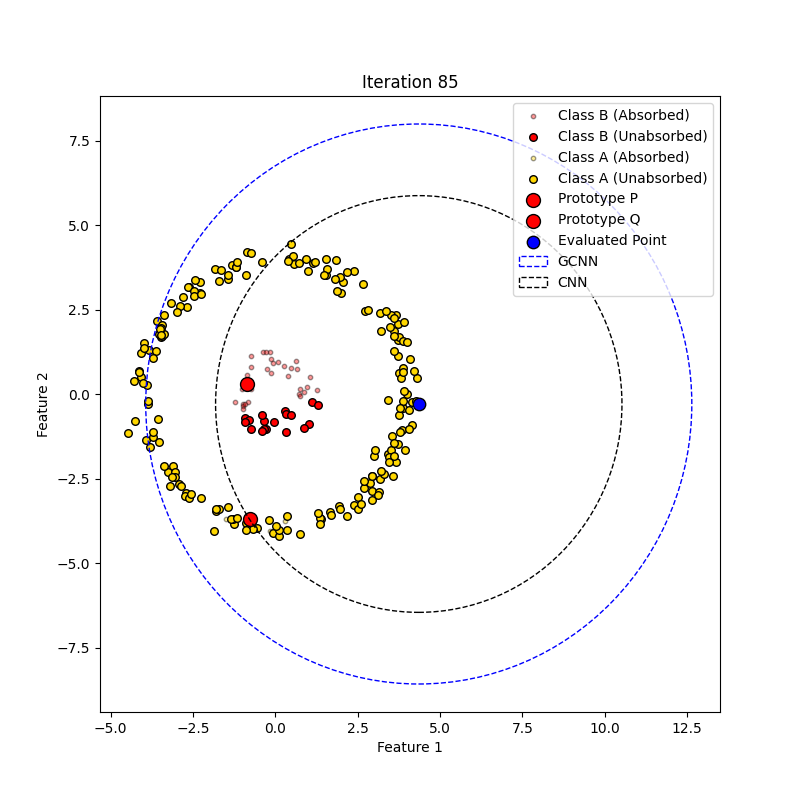 Iteration 85
Class B (Absorbed)
Class B (Unabsorbed)
Class A (Absorbed)
Class A (Unabsorbed)
Prototype P
Prototype Q
Evaluated Point
GCNN
CNN
7.5
5.0
2.5
0.0
−2.5
−5.0
−7.5
Feature 2
−5.0 −2.5 0.0 2.5 5.0 7.5 10.0 12.5
Feature 1